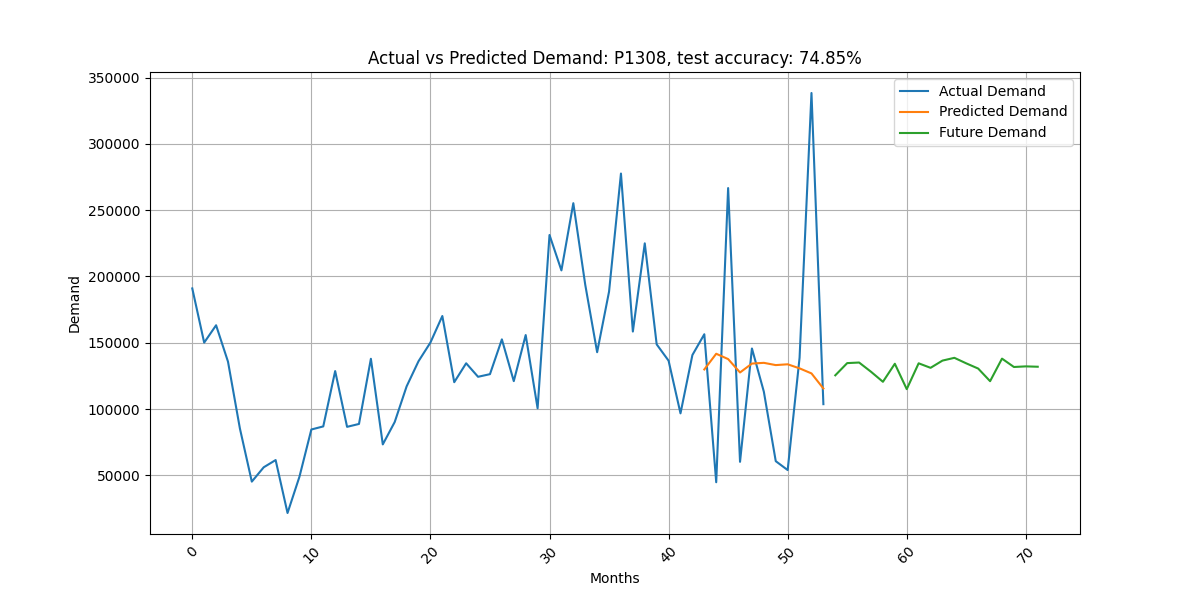 Actual vs Predicted Demand: P1308, test accuracy: 74.85%
350000
300000
250000
200000
150000
100000
50000
Demand
Actual Demand
Predicted Demand
Future Demand
0
10
20
30
40
50
60
70
Months